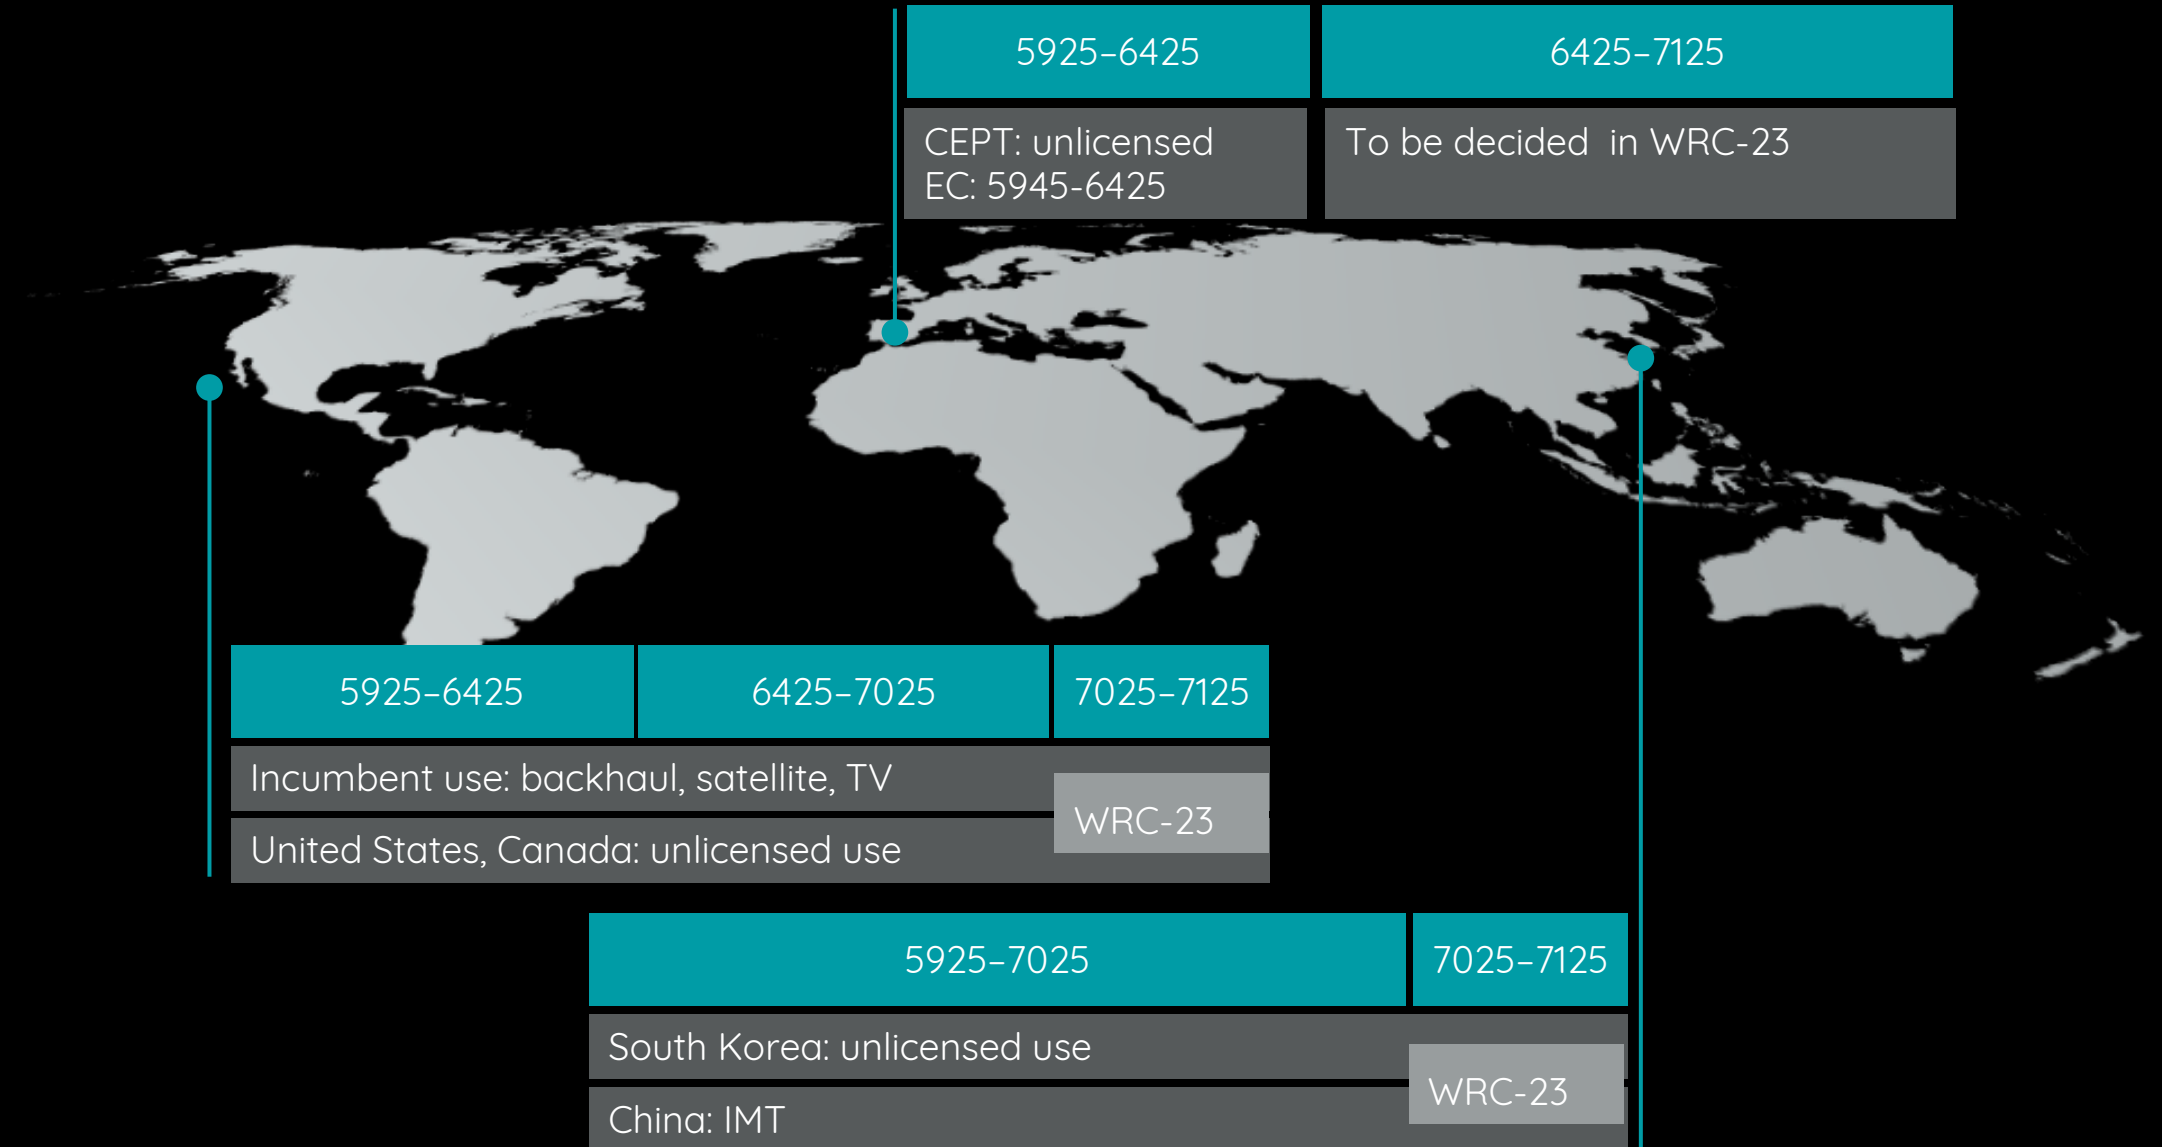 5925–6425
6425–7125
CEPT: unlicensed
EC: 5945-6425
To be decided  in WRC-23
5925–6425
6425–7025
7025–7125
Incumbent use: backhaul, satellite, TV
WRC-23
United States, Canada: unlicensed use
5925–7025
7025–7125
South Korea: unlicensed use
WRC-23
China: IMT